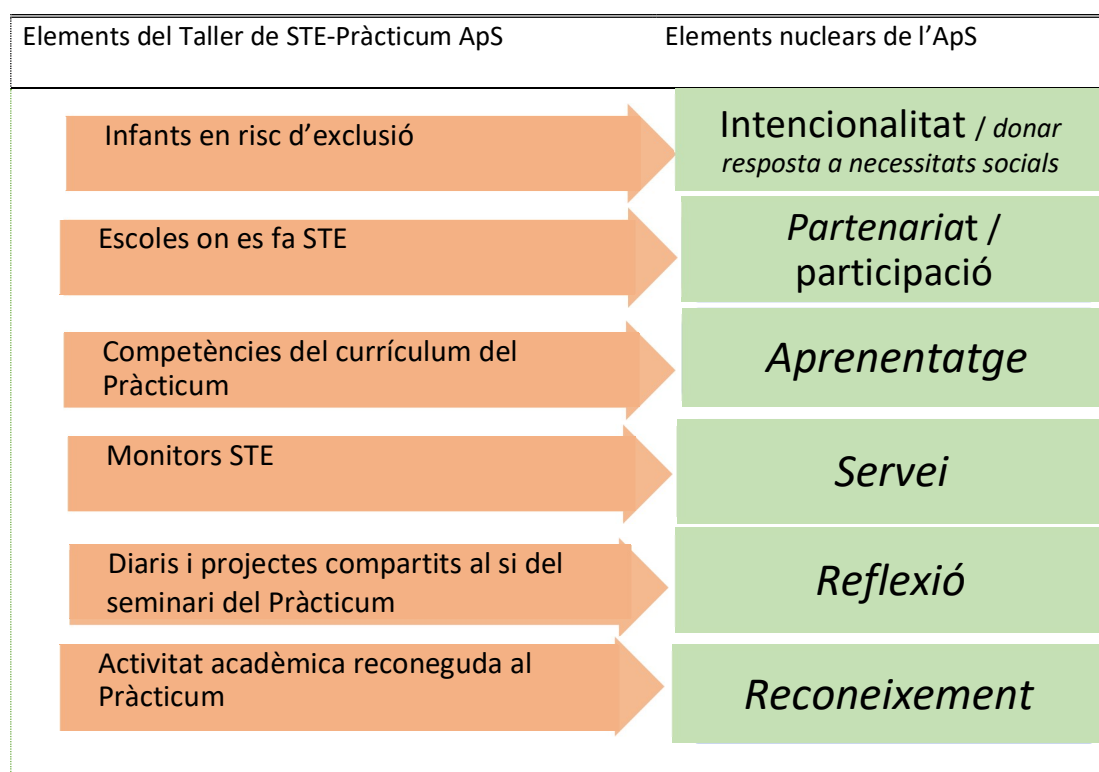 Elements del Taller de STE-Pràcticum ApS
Elements nuclears de l'ApS
Infants en risc d'exclusió
Intencionalitat / donar
resposta a necessitats socials
Escoles on es fa STE
Partenariat /
participació
Competències del currículum del
Pràcticum
Aprenentatge
Monitors STE
Servei
Diaris i projectes compartits al si del
seminari del Pràcticum
Reflexió
Activitat acadèmica reconeguda al
Pràcticum
Reconeixement